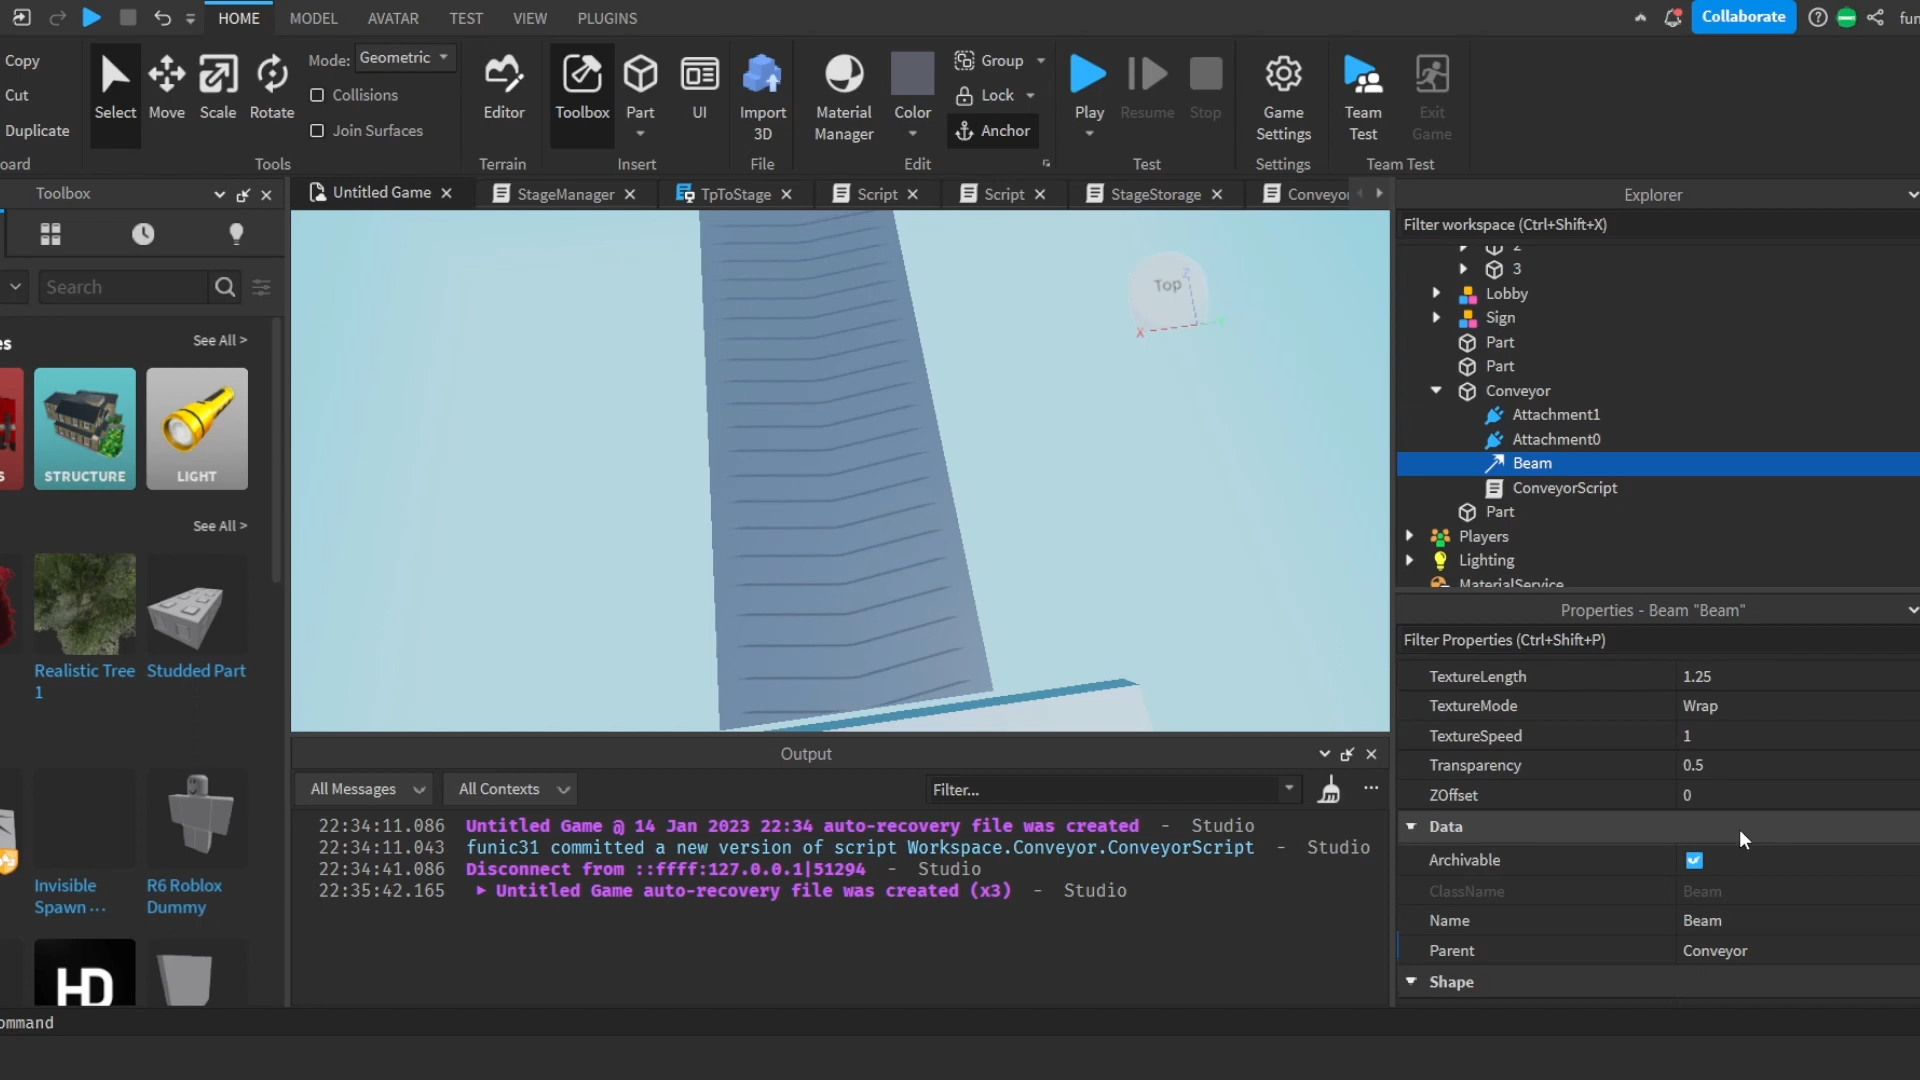 HOME
MODEL
AVATAR
TEST
VIEW
PLUGINS
Collaborate
fun
Copy
Cut
Duplicate
oard
Select
Move
Scale
Rotate
Mode: Geometric
Collisions
Join Surfaces
Tools
Editor
Terrain
Toolbox
Part
UI
Insert
Import
3D
File
Material
Manager
Color
Group
Lock
Anchor
Edit
Play
Resume
Stop
Test
Game
Settings
Settings
Team
Test
Exit
Game
Team Test
Toolbox
Untitled Game
StageManager
TpToStage
Script
Script
StageStorage
Conveyor
Explorer
Filter workspace (Ctrl+Shift+X)
Search
es
See All >
STRUCTURE
LIGHT
See All >
Realistic Tree
1
Studded Part
Invisible
Spawn ...
R6 Roblox
Dummy
HD
Top
Z
X
Y
2
3
Lobby
Sign
Part
Part
Conveyor
Attachment1
Attachment0
Beam
ConveyorScript
Part
Players
Lighting
MaterialService
Properties - Beam "Beam"
Filter Properties (Ctrl+Shift+P)
TextureLength 1.25
TextureMode Wrap
TextureSpeed 1
Transparency 0.5
ZOffset 0
Data
Archivable
ClassName Beam
Name Beam
Parent Conveyor
Shape
Output
All Messages
All Contexts
Filter...
22:34:11.086 Untitled Game @ 14 Jan 2023 22:34 auto-recovery file was created - Studio
22:34:11.043 funic31 committed a new version of script Workspace.Conveyor.ConveyorScript - Studio
22:34:41.086 Disconnect from ::ffff:127.0.0.1|51294 - Studio
22:35:42.165 Untitled Game auto-recovery file was created (x3) - Studio
ommand